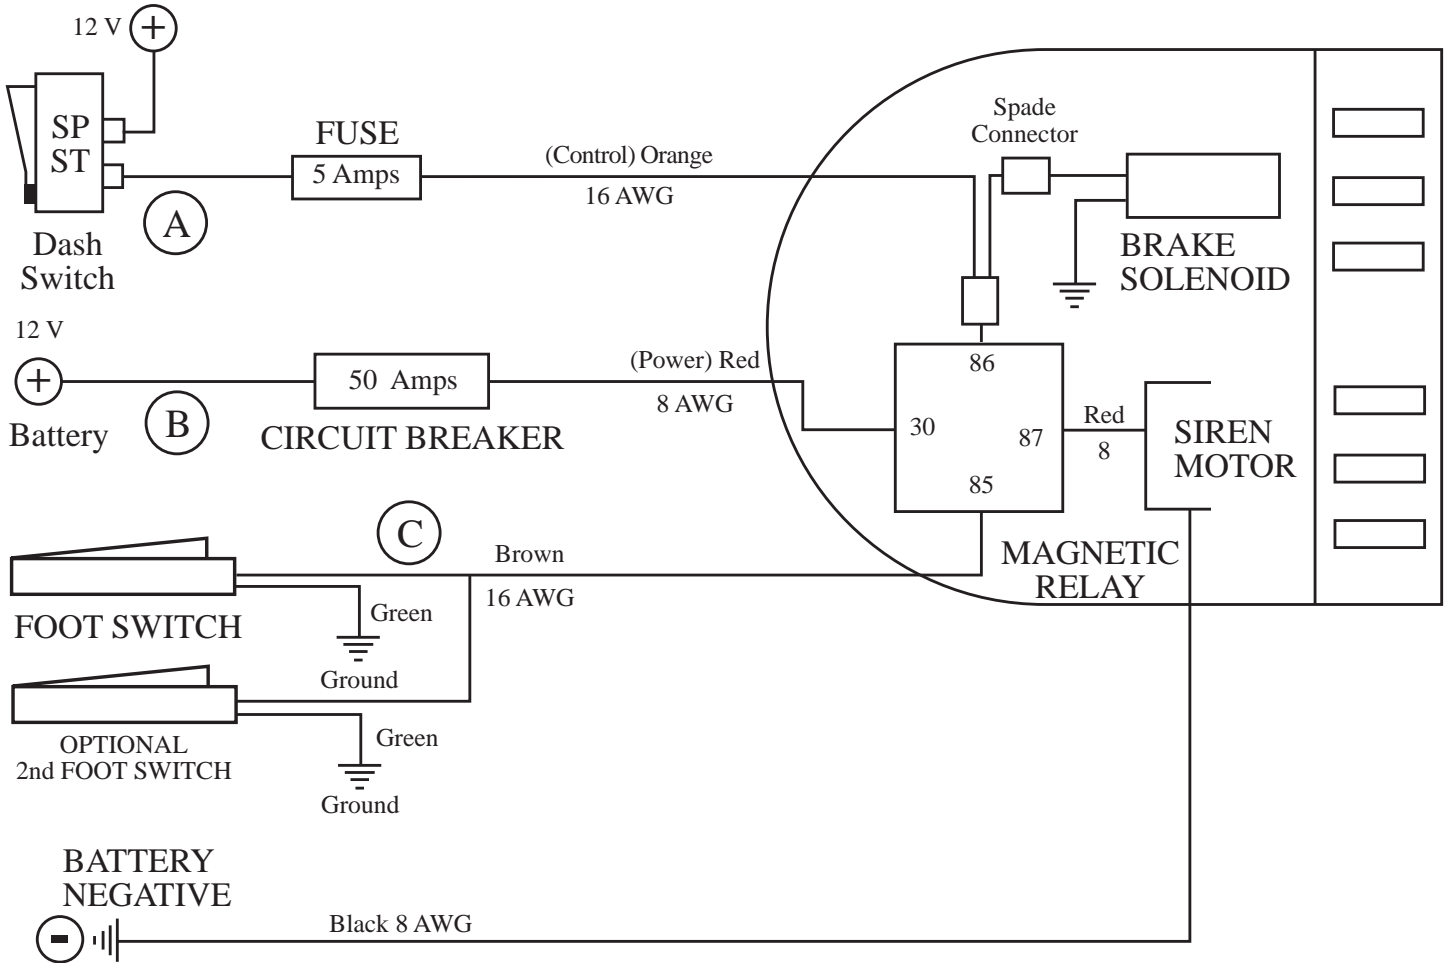 12 V
+
SP
ST
Dash
Switch
A
FUSE
5 Amps
(Control) Orange
16 AWG
Spade
Connector
BRAKE
SOLENOID
12 V
+
Battery
B
50 Amps
CIRCUIT BREAKER
(Power) Red
8 AWG
86
30
87
85
Red
8
SIREN
MOTOR
MAGNETIC
RELAY
C
Brown
16 AWG
FOOT SWITCH
Green
Ground
OPTIONAL
2nd FOOT SWITCH
Green
Ground
BATTERY
NEGATIVE
-
Black 8 AWG